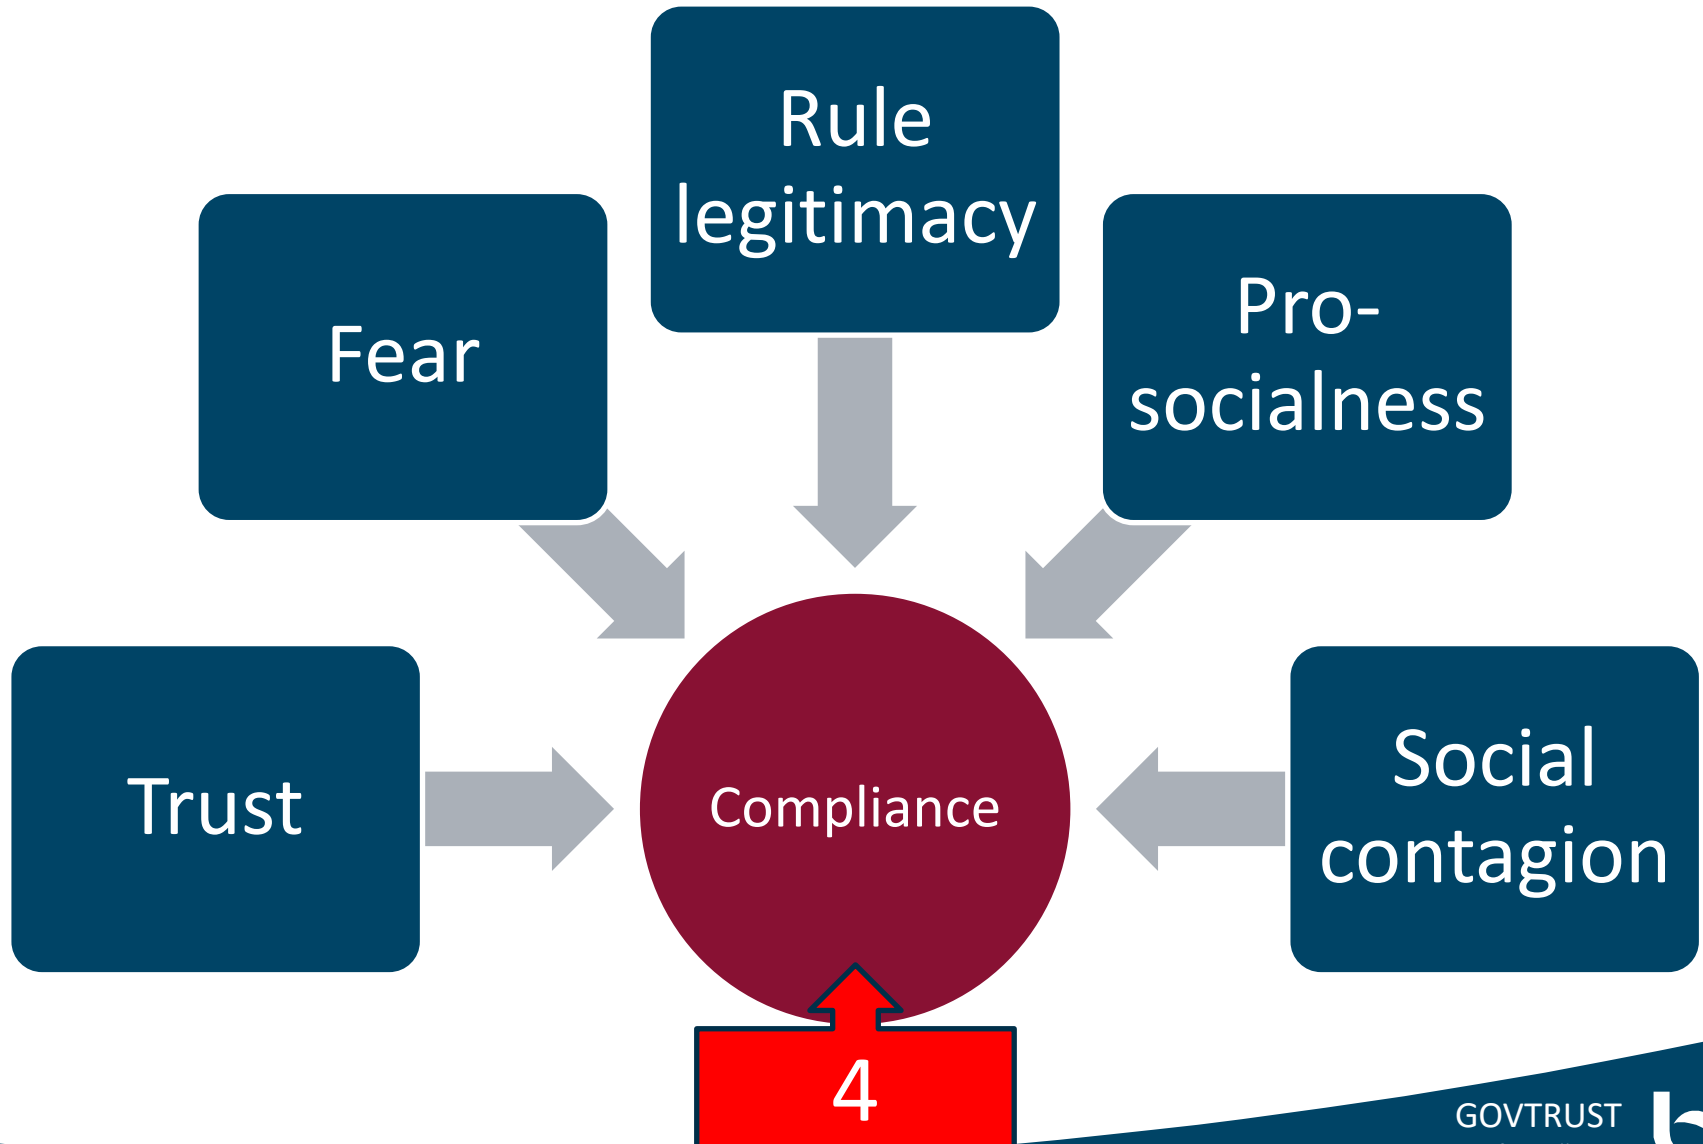 Rule
legitimacy
Fear
Pro-
socialness
Trust
Compliance
Social
contagion
4
GOVTRUST